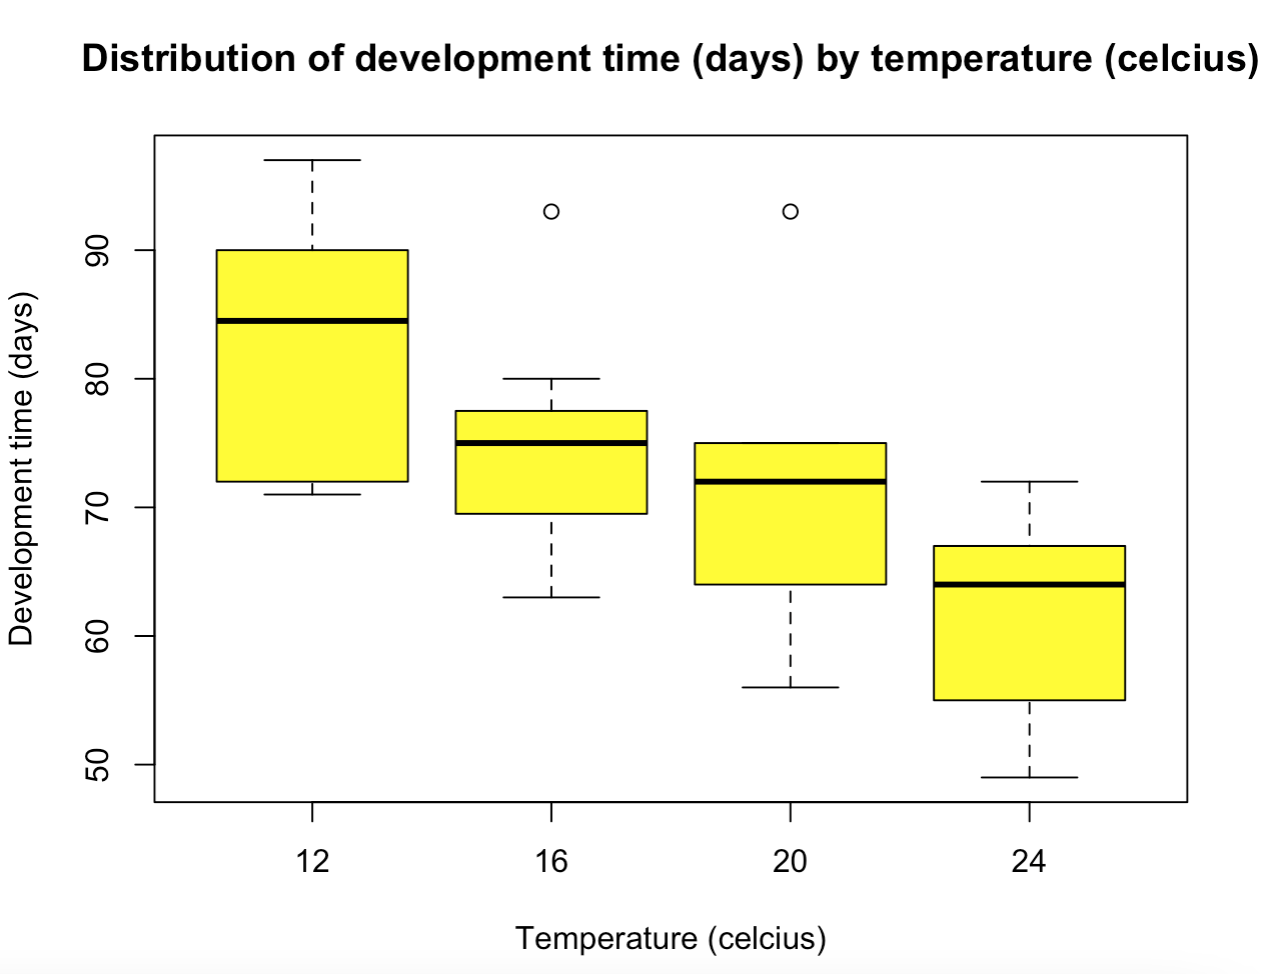 Distribution of development time (days) by temperature (celcius)
Development time (days)
90
80
70
60
50
12 16 20 24
Temperature (celcius)